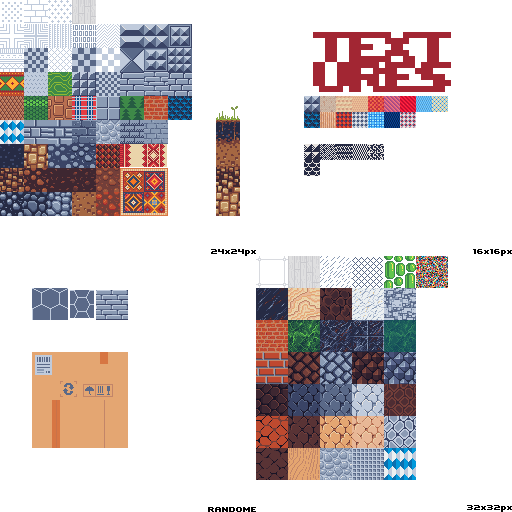 TEXT
URES
24x24px
16x16px
RANDOME
32x32px